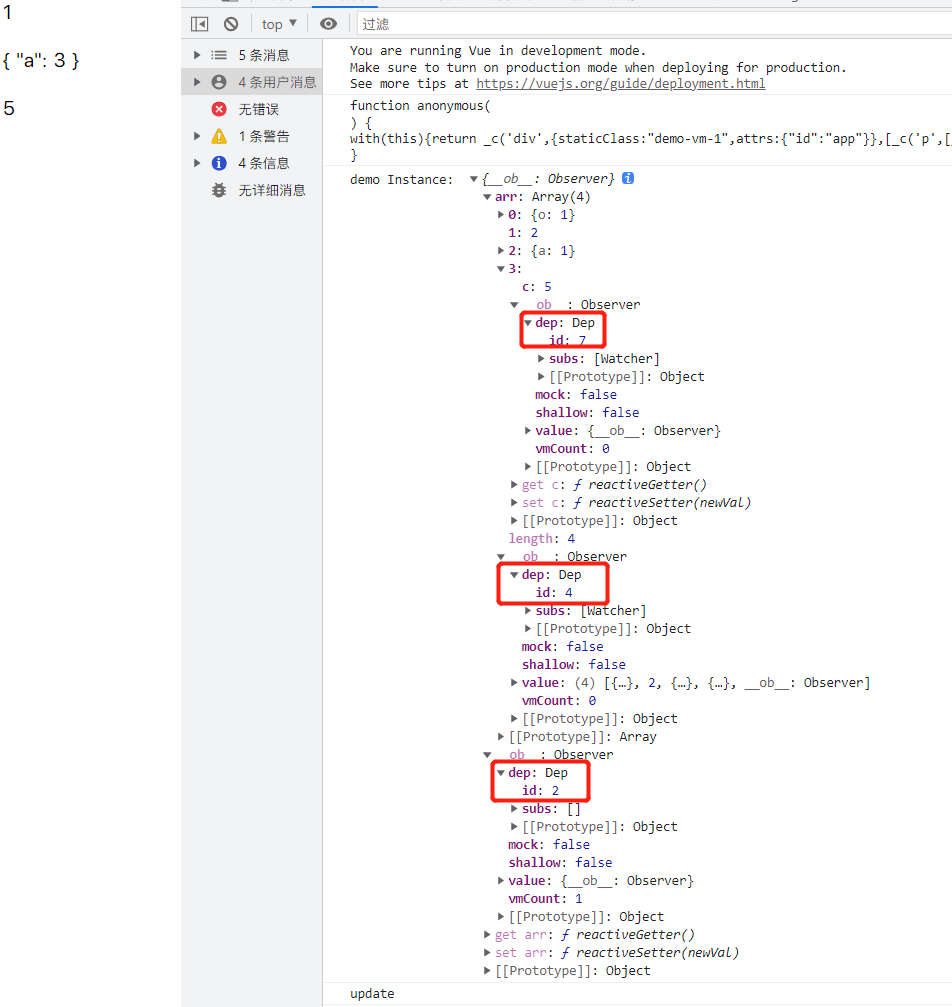 1
{ "a": 3 }
5
top ▼
过滤
5 条消息
4 条用户消息
无错误
1 条警告
4 条信息
无详细消息
You are running Vue in development mode.
Make sure to turn on production mode when deploying for production.
See more tips at https://vuejs.org/guide/deployment.html
function anonymous(
) {
with(this){return _c('div',{staticClass:"demo-vm-1",attrs:{"id":"app"}},[_c('p',[
}
demo Instance: ▼{__ob__: Observer}
▼arr: Array(4)
▶0: {o: 1}
1: 2
▶2: {a: 1}
▼3:
c: 5
▼__ob__: Observer
▼dep: Dep
id: 7
▶subs: [Watcher]
▶[[Prototype]]: Object
mock: false
shallow: false
▶value: {__ob__: Observer}
vmCount: 0
▶[[Prototype]]: Object
▶get c: ƒ reactiveGetter()
▶set c: ƒ reactiveSetter(newVal)
▶[[Prototype]]: Object
length: 4
▼__ob__: Observer
▼dep: Dep
id: 4
▶subs: [Watcher]
▶[[Prototype]]: Object
mock: false
shallow: false
▶value: (4) [{…}, 2, {…}, {…}, __ob__: Observer]
vmCount: 0
▶[[Prototype]]: Object
▶[[Prototype]]: Array
▼__ob__: Observer
▼dep: Dep
id: 2
▶subs: []
▶[[Prototype]]: Object
mock: false
shallow: false
▶value: {__ob__: Observer}
vmCount: 1
▶[[Prototype]]: Object
▶get arr: ƒ reactiveGetter()
▶set arr: ƒ reactiveSetter(newVal)
▶[[Prototype]]: Object
update